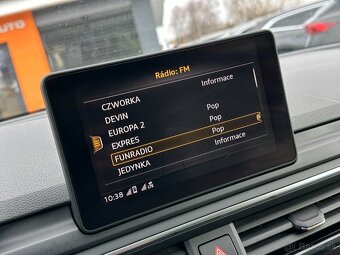 Rádio: FM
CZWORKA Informace
DEVIN
EUROPA 2 Pop
EXPRES Pop
FUNRADIO Pop
JEDYNKA Informace
10:38